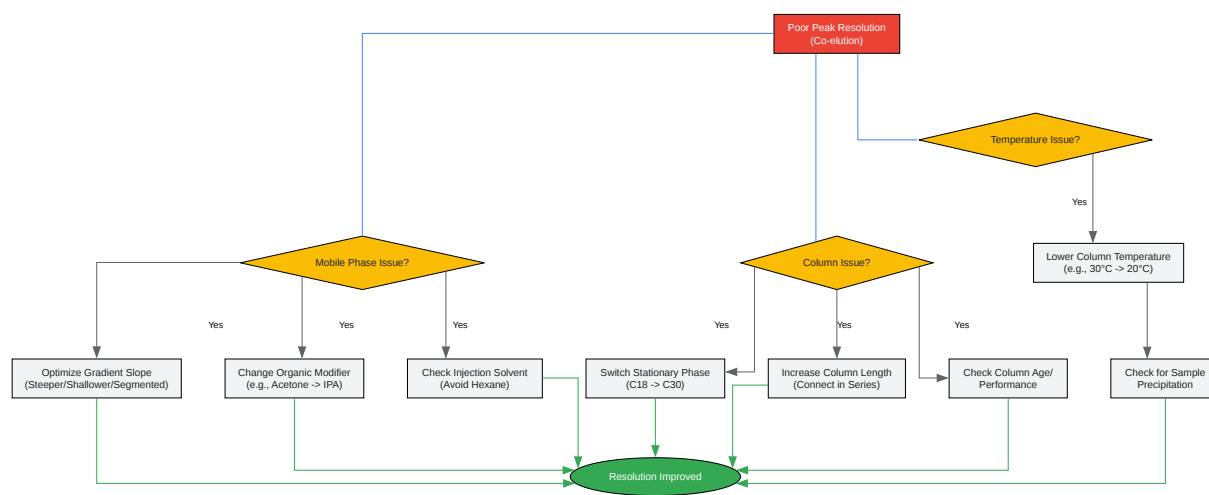 Poor Peak Resolution
(Co-elution)
Temperature Issue?
Yes
Mobile Phase Issue?
Column Issue?
Lower Column Temperature
(e.g., 30°C -> 20°C)
Yes
Yes
Yes
Yes
Yes
Yes
Optimize Gradient Slope
(Steeper/Shallower/Segmented)
Change Organic Modifier
(e.g., Acetone -> IPA)
Check Injection Solvent
(Avoid Hexane)
Switch Stationary Phase
(C18 -> C30)
Increase Column Length
(Connect in Series)
Check Column Age/
Performance
Check for Sample
Precipitation
Resolution Improved